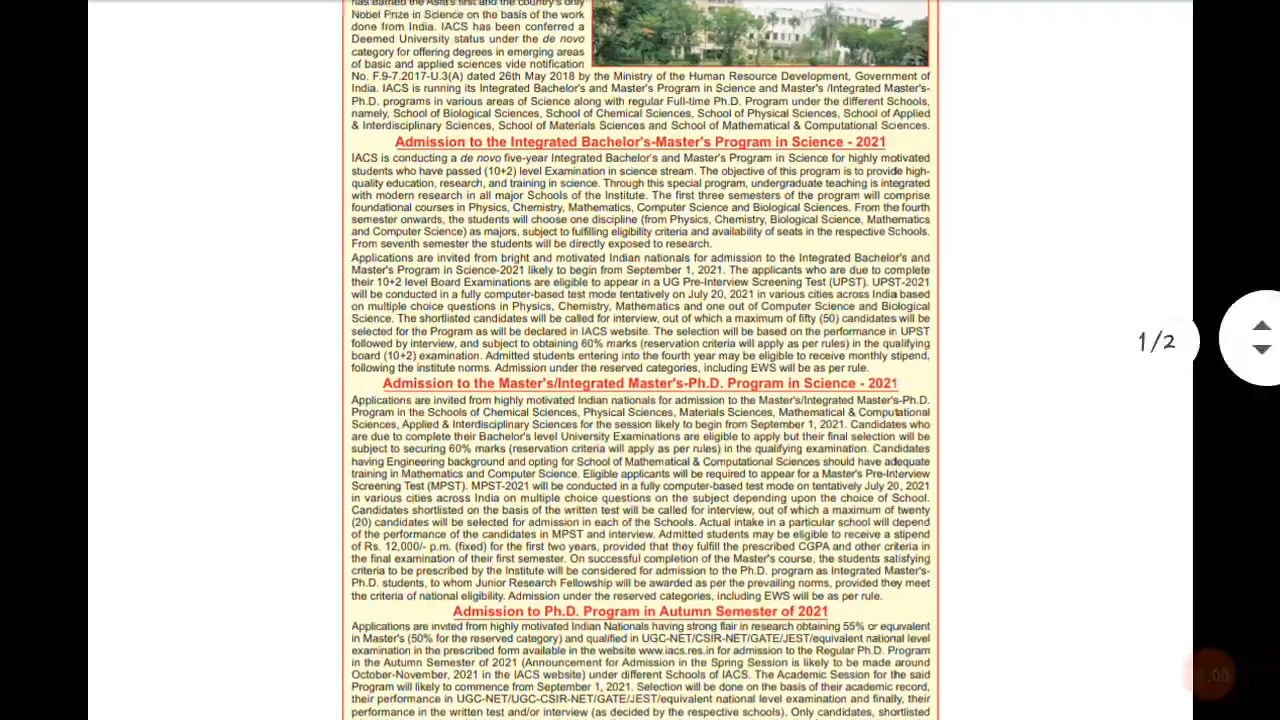 has earned the Asia's first and the country's only
Nobel Prize in Science on the basis of the work
done from India. IACS has been conferred a
Deemed University status under the de novo
category for offering degrees in emerging areas
of basic and applied sciences vide notification
No. F.9-7.2017-U.3(A) dated 26th May 2018 by the Ministry of the Human Resource Development, Government of
India. IACS is running its Integrated Bachelor's and Master's Program in Science and Master's /Integrated Master's-
Ph.D. programs in various areas of Science along with regular Full-time Ph.D. Program under the different Schools,
namely, School of Biological Sciences, School of Chemical Sciences, School of Physical Sciences, School of Applied
& Interdisciplinary Sciences, School of Materials Sciences and School of Mathematical & Computational Sciences.
Admission to the Integrated Bachelor's-Master's Program in Science - 2021
IACS is conducting a de novo five-year Integrated Bachelor's and Master's Program in Science for highly motivated
students who have passed (10+2) level Examination in science stream. The objective of this program is to provide high-
quality education, research, and training in science. Through this special program, undergraduate teaching is integrated
with modern research in all major Schools of the Institute. The first three semesters of the program will comprise
foundational courses in Physics, Chemistry, Mathematics, Computer Science and Biological Sciences. From the fourth
semester onwards, the students will choose one discipline (from Physics, Chemistry, Biological Science, Mathematics
and Computer Science) as majors, subject to fulfilling eligibility criteria and availability of seats in the respective Schools.
From seventh semester the students will be directly exposed to research.
Applications are invited from bright and motivated Indian nationals for admission to the Integrated Bachelor's and
Master's Program in Science-2021 likely to begin from September 1, 2021. The applicants who are due to complete
their 10+2 level Board Examinations are eligible to appear in a UG Pre-Interview Screening Test (UPST). UPST-2021
will be conducted in a fully computer-based test mode tentatively on July 20, 2021 in various cities across India based
on multiple choice questions in Physics, Chemistry, Mathematics and one out of Computer Science and Biological
Science. The shortlisted candidates will be called for interview, out of which a maximum of fifty (50) candidates will be
selected for the Program as will be declared in IACS website. The selection will be based on the performance in UPST
followed by interview, and subject to obtaining 60% marks (reservation criteria will apply as per rules) in the qualifying
board (10+2) examination. Admitted students entering into the fourth year may be eligible to receive monthly stipend,
following the institute norms. Admission under the reserved categories, including EWS will be as per rule.
Admission to the Master's/Integrated Master's-Ph.D. Program in Science - 2021
Applications are invited from highly motivated Indian nationals for admission to the Master's/Integrated Master's-Ph.D.
Program in the Schools of Chemical Sciences, Physical Sciences, Materials Sciences, Mathematical & Computational
Sciences, Applied & Interdisciplinary Sciences for the session likely to begin from September 1, 2021. Candidates who
are due to complete their Bachelor's level University Examinations are eligible to apply but their final selection will be
subject to securing 60% marks (reservation criteria will apply as per rules) in the qualifying examination. Candidates
having Engineering background and opting for School of Mathematical & Computational Sciences should have adequate
training in Mathematics and Computer Science. Eligible applicants will be required to appear for a Master's Pre-Interview
Screening Test (MPST). MPST-2021 will be conducted in a fully computer-based test mode on tentatively July 20, 2021
in various cities across India on multiple choice questions on the subject depending upon the choice of School.
Candidates shortlisted on the basis of the written test will be called for interview, out of which a maximum of twenty
(20) candidates will be selected for admission in each of the Schools. Actual intake in a particular school will depend
of the performance of the candidates in MPST and interview. Admitted students may be eligible to receive a stipend
of Rs. 12,000/- p.m. (fixed) for the first two years, provided that they fulfill the prescribed CGPA and other criteria in
the final examination of their first semester. On successful completion of the Master's course, the students satisfying
criteria to be prescribed by the Institute will be considered for admission to the Ph.D. program as Integrated Master's-
Ph.D. students, to whom Junior Research Fellowship will be awarded as per the prevailing norms, provided they meet
the criteria of national eligibility. Admission under the reserved categories, including EWS will be as per rule.
Admission to Ph.D. Program in Autumn Semester of 2021
Applications are invited from highly motivated Indian Nationals having strong flair in research obtaining 55% or equivalent
in Master's (50% for the reserved category) and qualified in UGC-NET/CSIR-NET/GATE/JEST/equivalent national level
examination in the prescribed form available in the website www.iacs.res.in for admission to the Regular Ph.D. Program
in the Autumn Semester of 2021 (Announcement for Admission in the Spring Session is likely to be made around
October-November, 2021 in the IACS website) under different Schools of IACS. The Academic Session for the said
Program will likely to commence from September 1, 2021. Selection will be done on the basis of their academic record,
their performance in UGC-NET/UGC-CSIR-NET/GATE/JEST/equivalent national level examination and finally, their
performance in the written test and/or interview (as decided by the respective schools). Only candidates, shortlisted
1/2